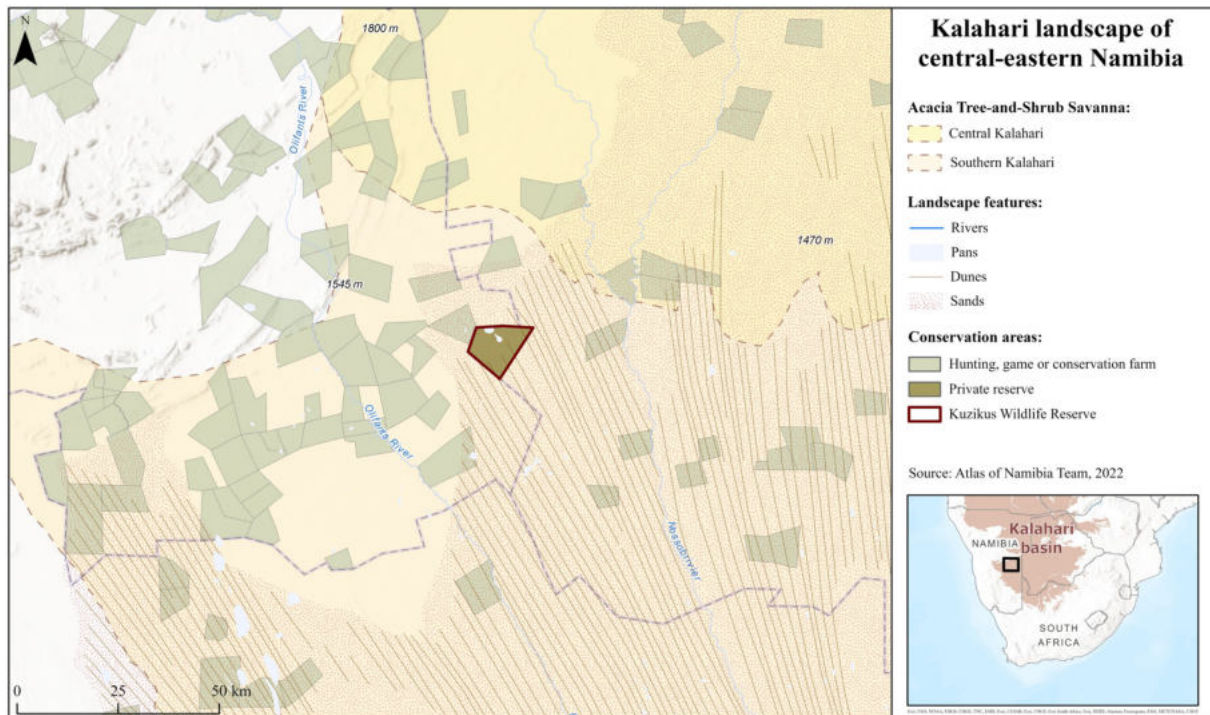 N
1800 m
Olifants River
1470 m
1545 m
Olifants River
Nossobrivier
0 25 50 km
Kalahari landscape of
central-eastern Namibia
Acacia Tree-and-Shrub Savanna:
Central Kalahari
Southern Kalahari
Landscape features:
Rivers
Pans
Dunes
Sands
Conservation areas:
Hunting, game or conservation farm
Private reserve
Kuzikus Wildlife Reserve
Source: Atlas of Namibia Team, 2022
Kalahari
NAMIBIA
basin
SOUTH
AFRICA